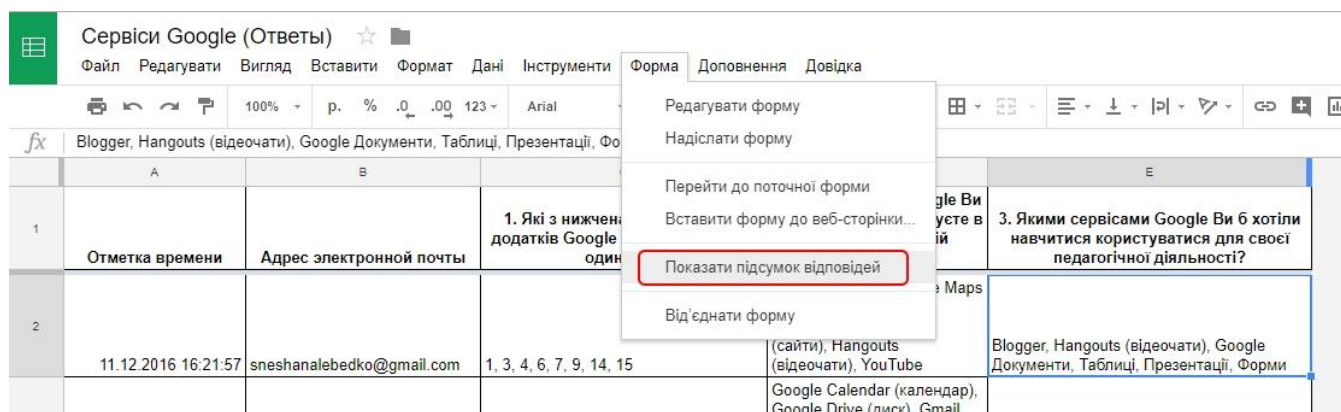 Сервіси Google (Ответы)
Файл Редагувати Вигляд Вставити Формат Дані Інструменти Форма Доповнення Довідка
100% р. % .0 .00 123 Arial
Редагувати форму
Надіслати форму
Перейти до поточної форми
Вставити форму до веб-сторінки...
Показати підсумок відповідей
Від'єднати форму
fx Blogger, Hangouts (відеочати), Google Документи, Таблиці, Презентації, Фо
A B E
1
Отметка времени
Адрес электронной почты
1. Які з
додатків Google
gle Ви
3. Якими сервісами Google Ви б хотіли
навчитися користуватися для своєї
педагогічної діяльності?
2
11.12.2016 16:21:57
sneshanalebedko@gmail.com
1, 3, 4, 6, 7, 9, 14, 15
Maps
(сайти), Hangouts
(відеочати), YouTube
Blogger, Hangouts (відеочати), Google
Документи, Таблиці, Презентації, Форми
Google Calendar (календар),
Google Drive (диск), Gmail